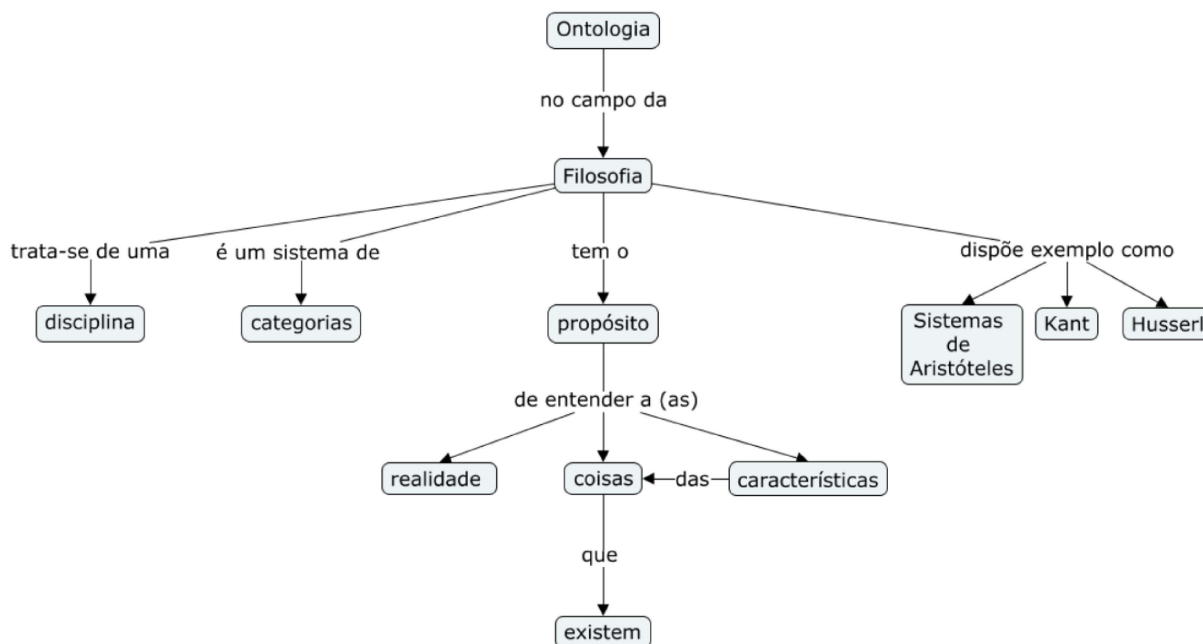 Ontologia
no campo da
Filosofia
trata-se de uma
é um sistema de
tem o
dispõe exemplo como
disciplina
categorias
propósito
Sistemas
de
Aristóteles
Kant
Husserl
de entender a (as)
realidade
coisas
das
características
que
existem